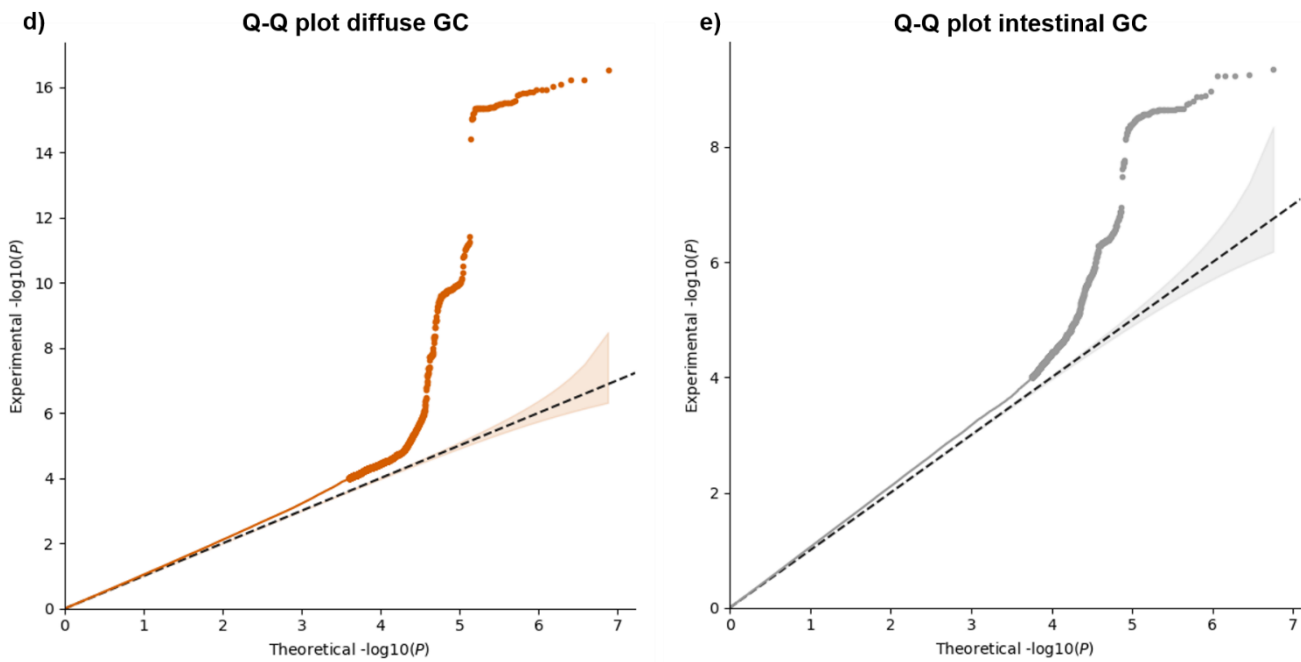 d)
Q-Q plot diffuse GC
Experimental -log10(P)
16
14
12
10
8
6
4
2
0
0 1 2 3 4 5 6 7
Theoretical -log10(P)
e)
Q-Q plot intestinal GC
Experimental -log10(P)
8
6
4
2
0
0 1 2 3 4 5 6 7
Theoretical -log10(P)